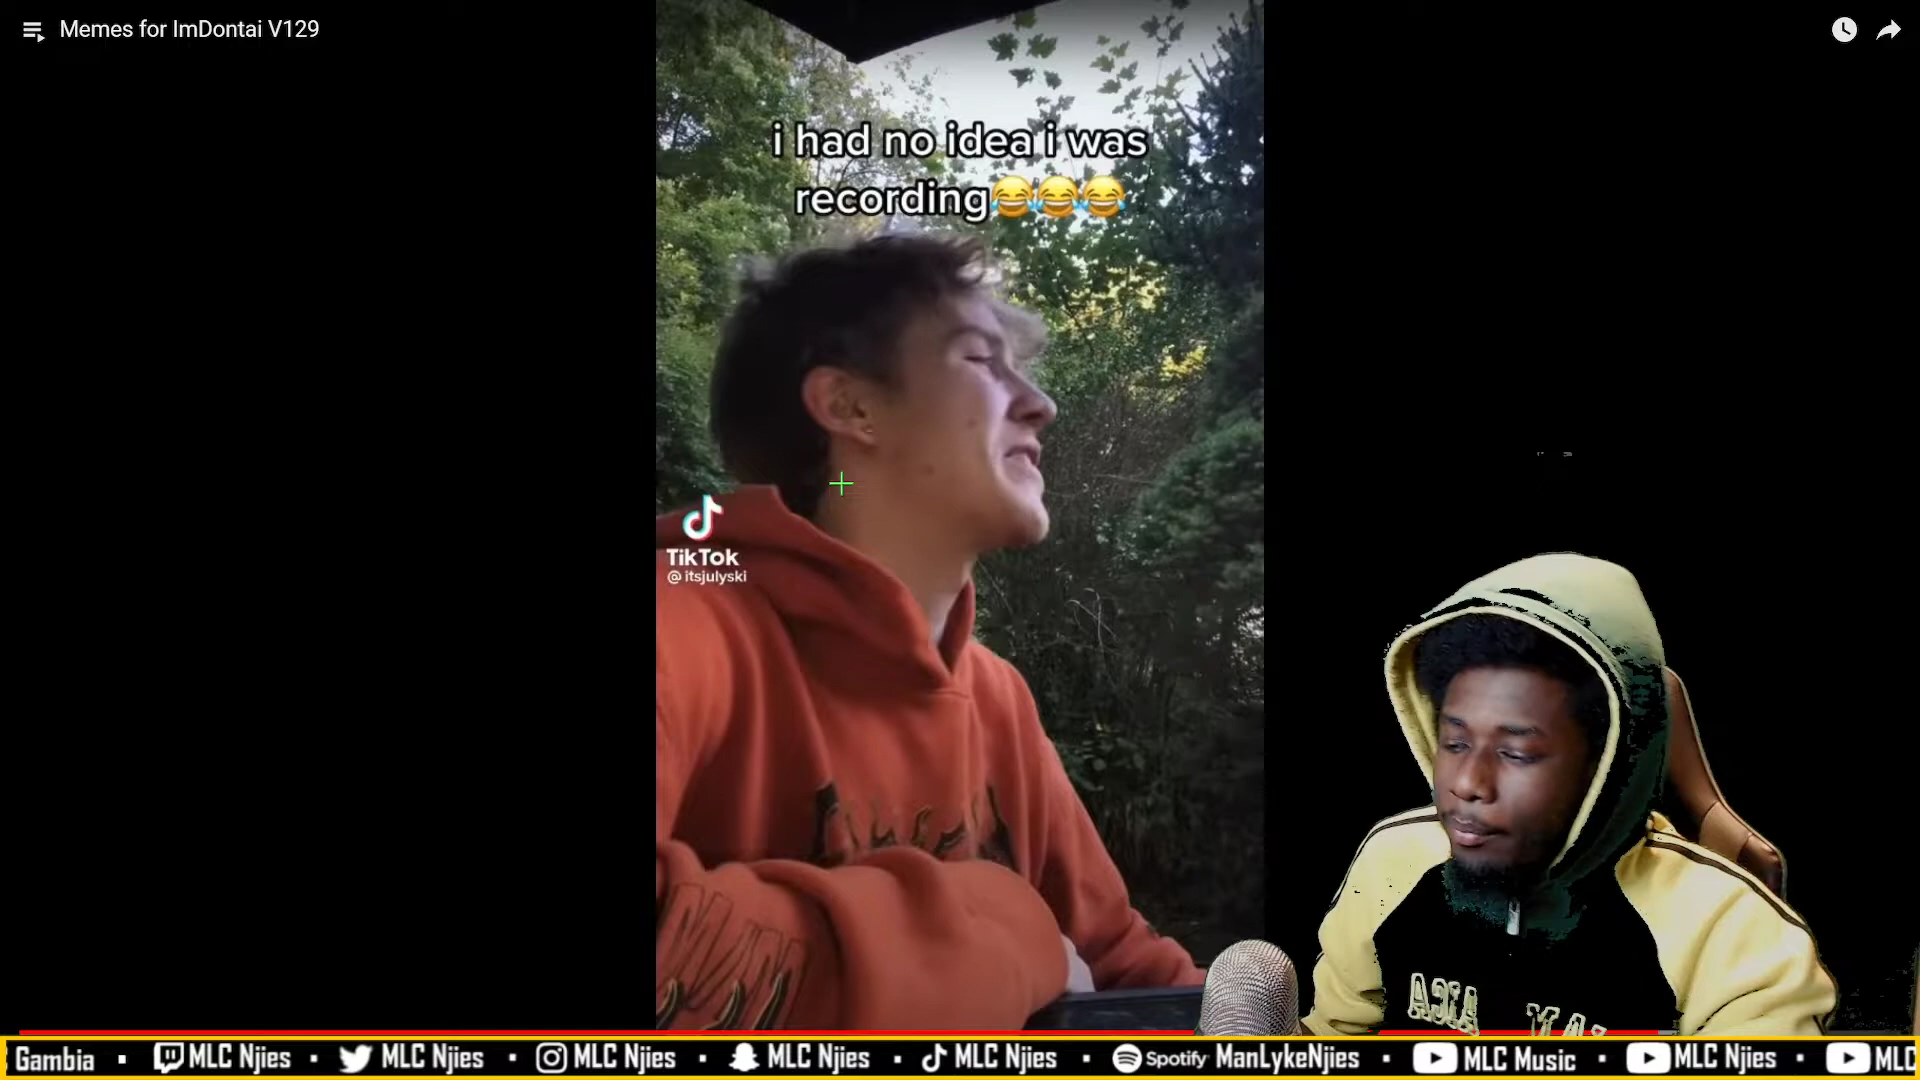 Memes for ImDontai V129
i had no idea i was
recording😂😂😂
TikTok
@itsjulyski
Gambia ▪ MLC Njies ▪ MLC Njies ▪ MLC Njies ▪ MLC Njies ▪ MLC Njies ▪ Spotify ManLykeNjies ▪ MLC Music ▪ MLC Njies ▪ MLC